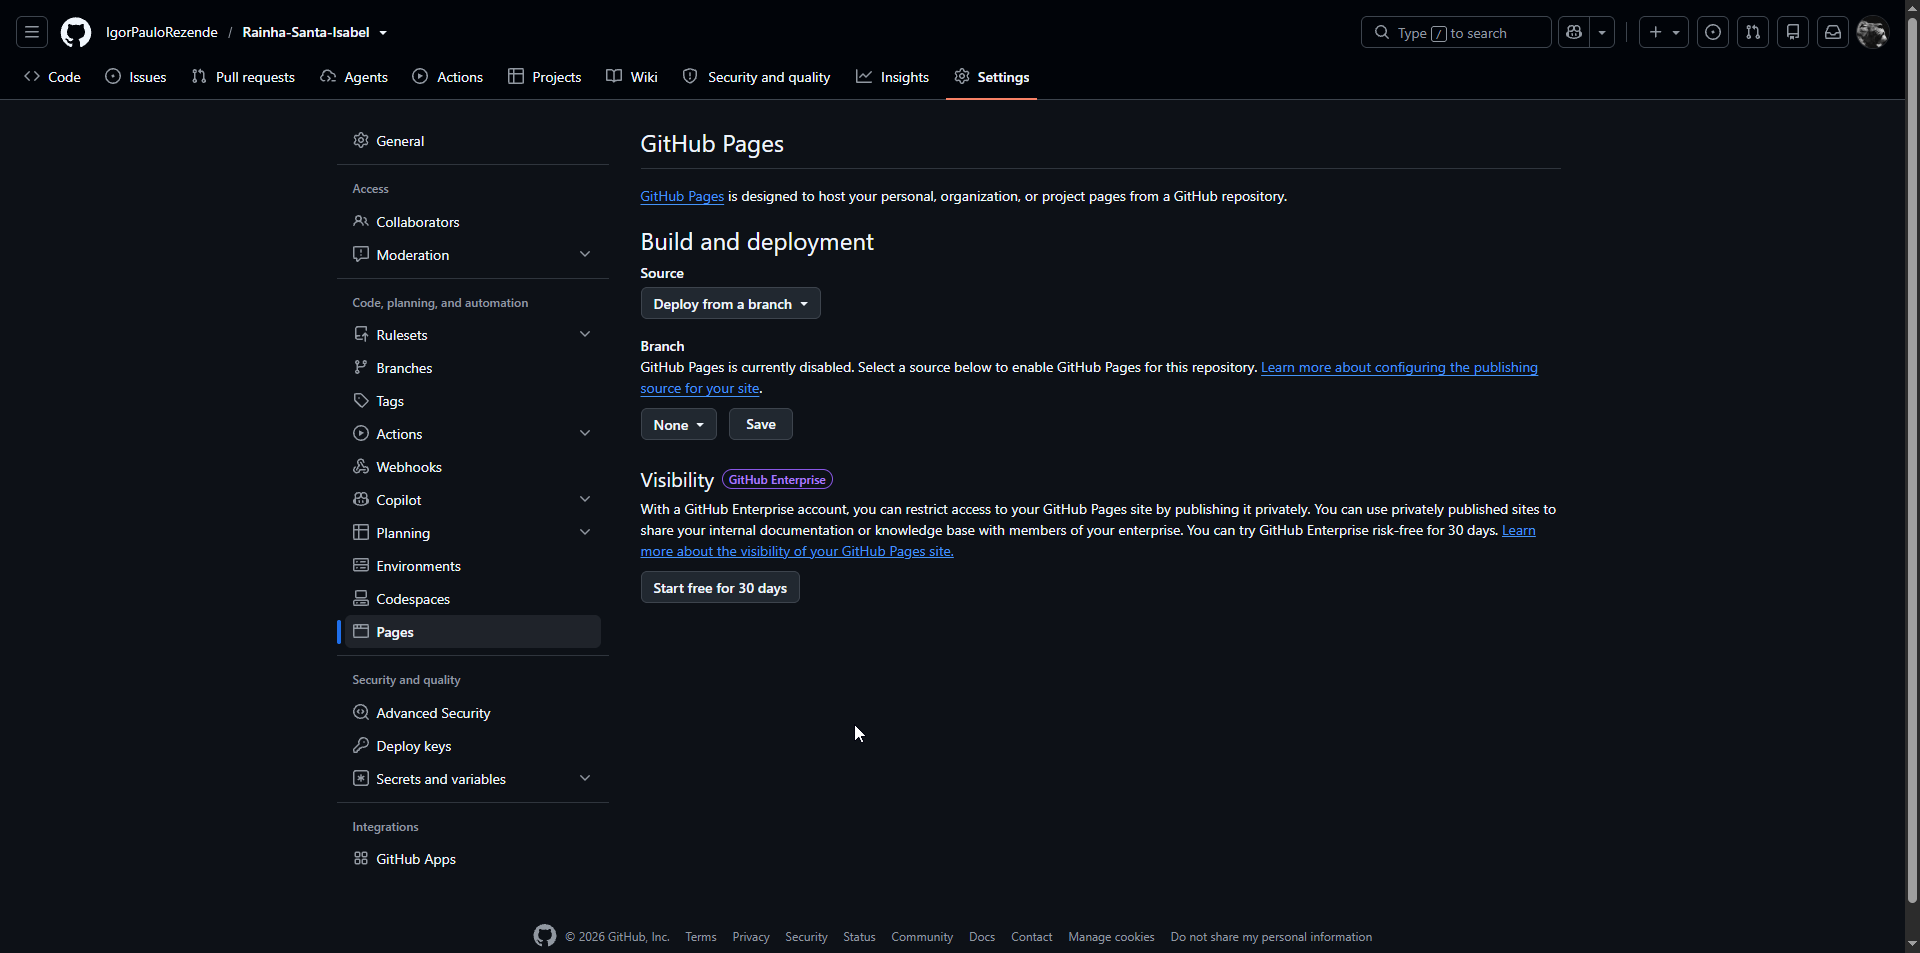 IgorPauloRezende / Rainha-Santa-Isabel
Type / to search
Code Issues Pull requests Agents Actions Projects Wiki Security and quality Insights Settings
General
Access
Collaborators
Moderation
Code, planning, and automation
Rulesets
Branches
Tags
Actions
Webhooks
Copilot
Planning
Environments
Codespaces
Pages
Security and quality
Advanced Security
Deploy keys
Secrets and variables
Integrations
GitHub Apps
GitHub Pages
GitHub Pages is designed to host your personal, organization, or project pages from a GitHub repository.
Build and deployment
Source
Deploy from a branch
Branch
GitHub Pages is currently disabled. Select a source below to enable GitHub Pages for this repository. Learn more about configuring the publishing
source for your site.
None Save
Visibility GitHub Enterprise
With a GitHub Enterprise account, you can restrict access to your GitHub Pages site by publishing it privately. You can use privately published sites to
share your internal documentation or knowledge base with members of your enterprise. You can try GitHub Enterprise risk-free for 30 days. Learn
more about the visibility of your GitHub Pages site.
Start free for 30 days
© 2026 GitHub, Inc. Terms Privacy Security Status Community Docs Contact Manage cookies Do not share my personal information